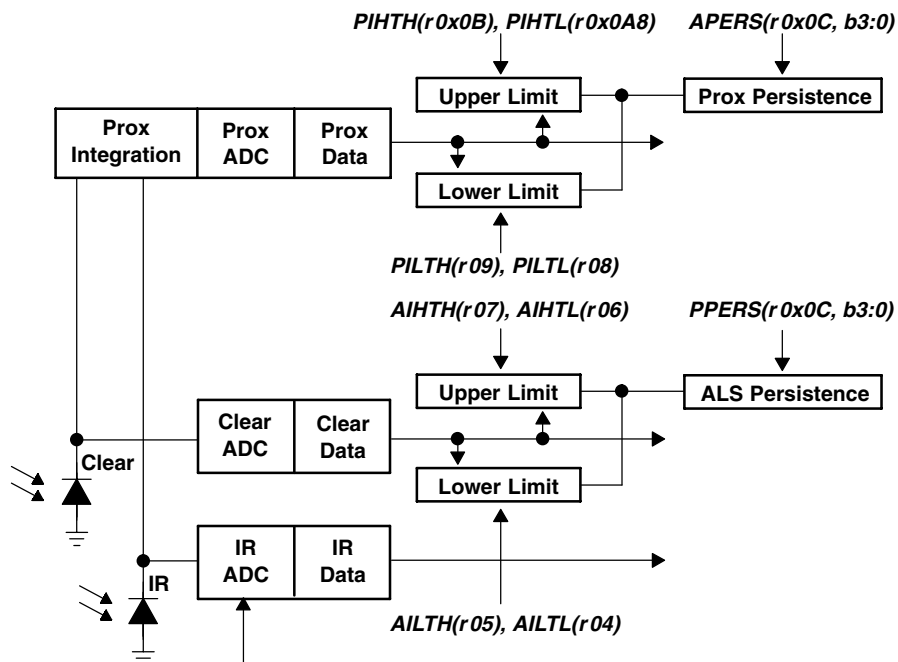 PIHTH(r0x0B), PIHTL(r0x0A8)
APERS(r0x0C, b3:0)
Upper Limit
Prox Persistence
Prox
Integration
Prox
ADC
Prox
Data
Lower Limit
PILTH(r09), PILTL(r08)
AIHTH(r07), AIHTL(r06)
PPERS(r0x0C, b3:0)
Upper Limit
ALS Persistence
Clear
ADC
Clear
Data
Clear
Lower Limit
IR
ADC
IR
Data
IR
AILTH(r05), AILTL(r04)